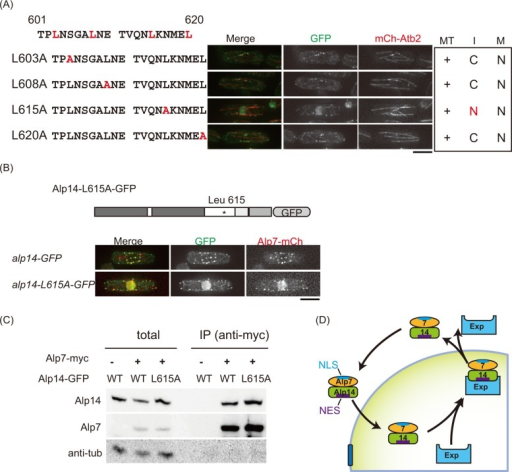 (A)
601 620
TPLNSGALNE TVQNLKNMEL
Merge GFP mCh-Atb2 MT I M
L603A TPANSGALNE TVQNLKNMEL + C N
L608A TPLNSGAANE TVQNLKNMEL + C N
L615A TPLNSGALNE TVQNAKNMEL + N N
L620A TPLNSGALNE TVQNLKNMEA + C N
(B)
Alp14-L615A-GFP
Leu 615
* GFP
Merge GFP Alp7-mCh
alp14-GFP
alp14-L615A-GFP
(C)
total IP (anti-myc)
Alp7-myc - + + - + +
Alp14-GFP WT WT L615A WT WT L615A
Alp14
Alp7
anti-tub
(D)
7
14
Exp
7
14
Exp
NLS
Alp7
Alp14
NES
7
14
Exp